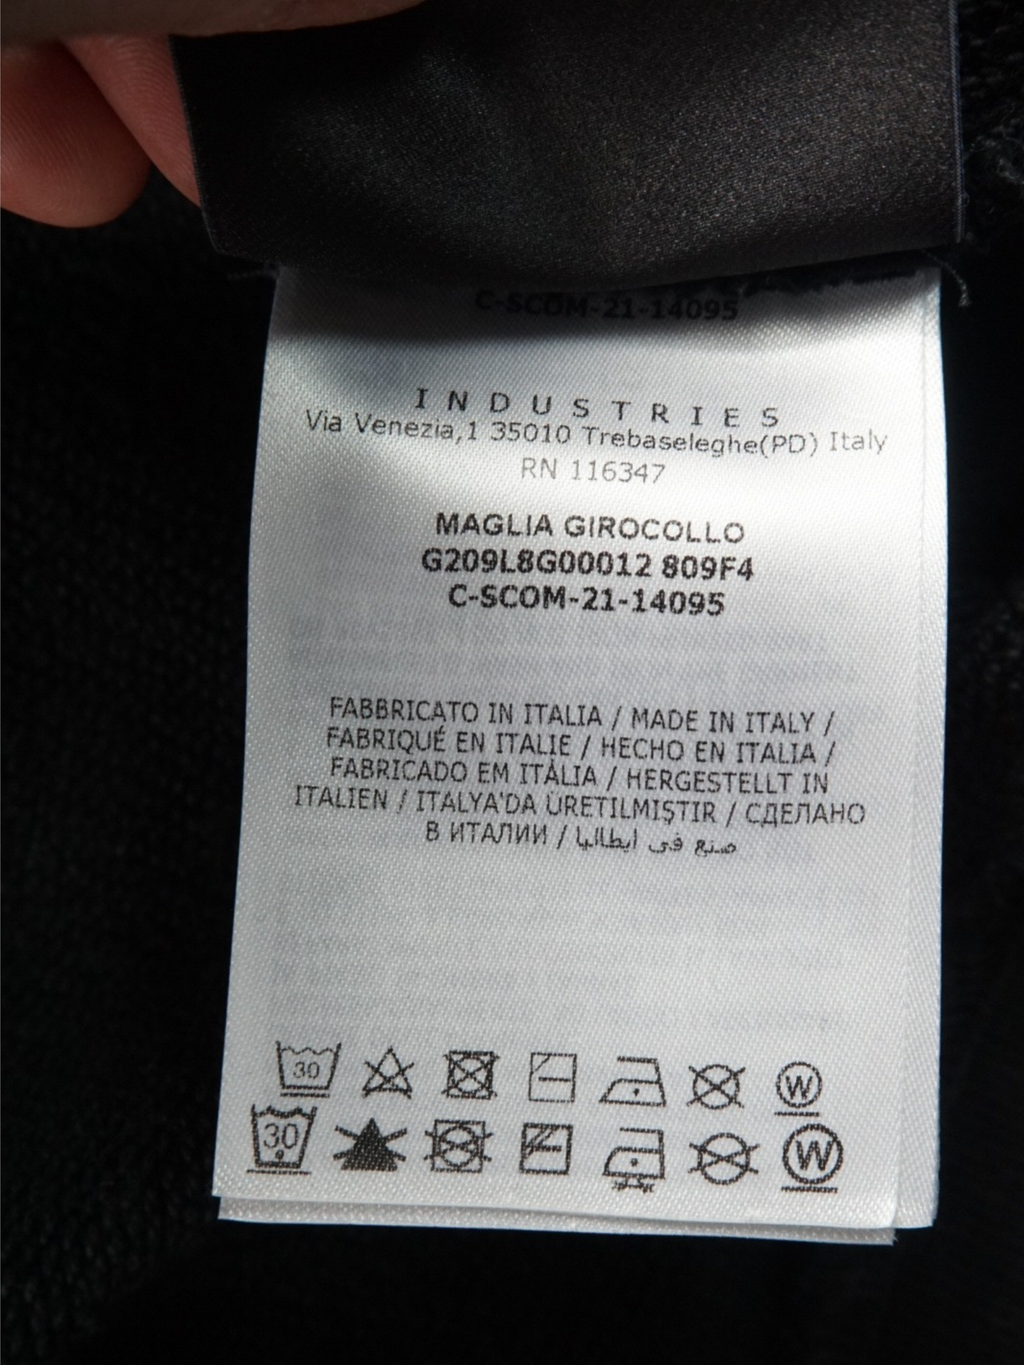 C-SCOM-21-14095
INDUSTRIES
Via Venezia,1 35010 Trebaseleghe(PD) Italy
RN 116347
MAGLIA GIROCOLLO
G209L8G00012 809F4
C-SCOM-21-14095
FABBRICATO IN ITALIA / MADE IN ITALY /
FABRIQUÉ EN ITALIE / HECHO EN ITALIA /
FABRICADO EM ITÁLIA / HERGESTELLT IN
ITALIEN / ITALYA'DA ÜRETILMIŞTIR / СДЕЛАНО
В ИТАЛИИ / صنع في ايطاليا
30 W
30 W